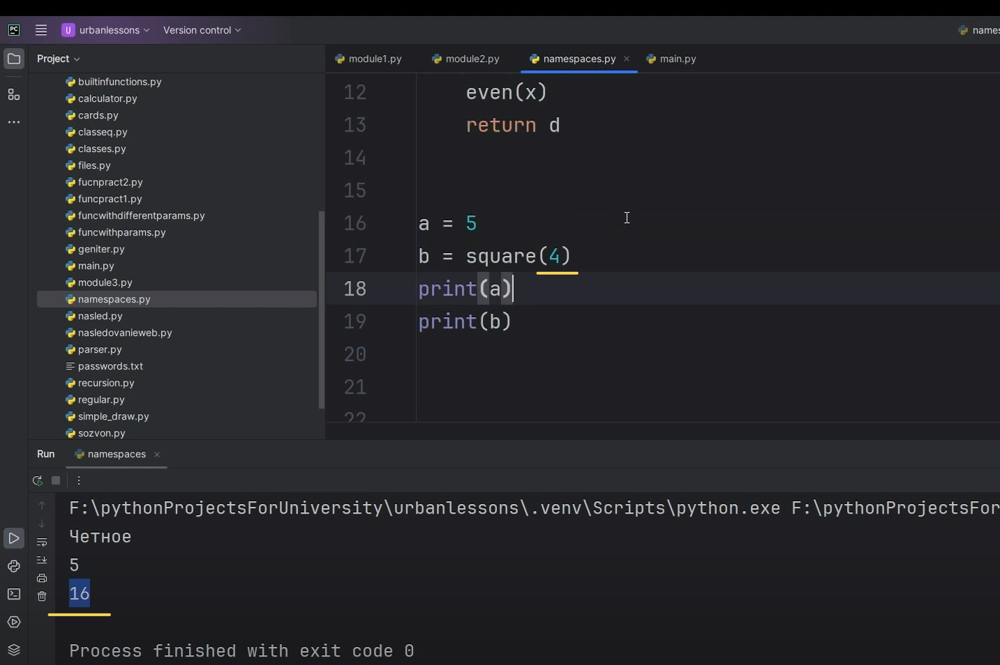 PC U urbanlessons Version control
Project
module1.py module2.py namespaces.py main.py
builtinfunctions.py
calculator.py
cards.py
classeq.py
classes.py
files.py
fucnpract2.py
funcpract1.py
funcwithdifferentparams.py
funcwithparams.py
geniter.py
main.py
module3.py
namespaces.py
nasled.py
nasledovanieweb.py
parser.py
passwords.txt
recursion.py
regular.py
simple_draw.py
sozvon.py
12 even(x)
13 return d
14
15
16 a = 5
17 b = square(4)
18 print(a)
19 print(b)
20
21
22
Run namespaces
F:\pythonProjectsForUniversity\urbanlessons\.venv\Scripts\python.exe F:\pythonProjectsFor
Четное
5
16
Process finished with exit code 0